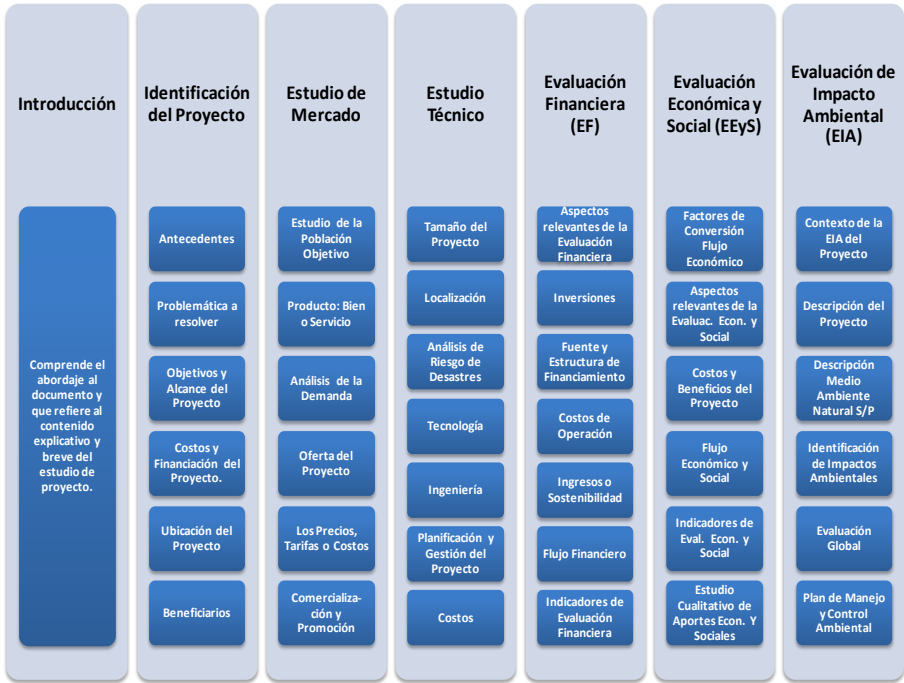 Introducción
Comprende el
abordaje al
documento y
que refiere al
contenido
explicativo y
breve del
estudio de
proyecto.
Identificación
del Proyecto
Antecedentes
Problemática a
resolver
Objetivos y
Alcance del
Proyecto
Costos y
Financiación del
Proyecto.
Ubicación del
Proyecto
Beneficiarios
Estudio de
Mercado
Estudio de la
Población
Objetivo
Producto: Bien
o Servicio
Análisis de la
Demanda
Oferta del
Proyecto
Los Precios,
Tarifas o Costos
Comercializa-
ción y
Promoción
Estudio
Técnico
Tamaño del
Proyecto
Localización
Análisis de
Riesgo de
Desastres
Tecnología
Ingeniería
Planificación y
Gestión del
Proyecto
Costos
Evaluación
Financiera
(EF)
Aspectos
relevantes de la
Evaluación
Financiera
Inversiones
Fuente y
Estructura de
Financiamiento
Costos de
Operación
Ingresos o
Sostenibilidad
Flujo Financiero
Indicadores de
Evaluación
Financiera
Evaluación
Económica y
Social (EEyS)
Factores de
Conversión
Flujo
Económico
Aspectos
relevantes de la
Evaluac. Econ. y
Social
Costos y
Beneficios del
Proyecto
Flujo
Económico y
Social
Indicadores de
Eval. Econ. y
Social
Estudio
Cualitativo de
Aportes Econ. Y
Sociales
Evaluación de
Impacto
Ambiental
(EIA)
Contexto de la
EIA del
Proyecto
Descripción del
Proyecto
Descripción
Medio
Ambiente
Natural S/P
Identificación
de Impactos
Ambientales
Evaluación
Global
Plan de Manejo
y Control
Ambiental